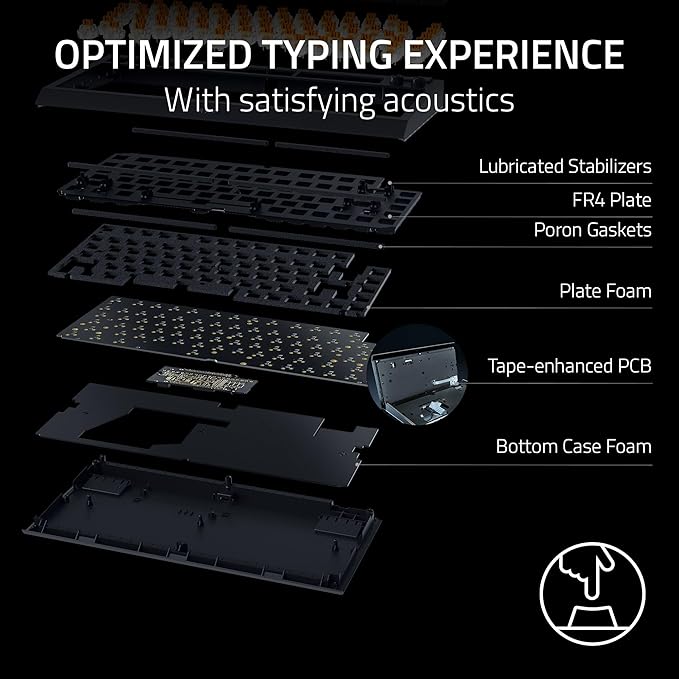 OPTIMIZED TYPING EXPERIENCE
With satisfying acoustics
Lubricated Stabilizers
FR4 Plate
Poron Gaskets
Plate Foam
Tape-enhanced PCB
Bottom Case Foam